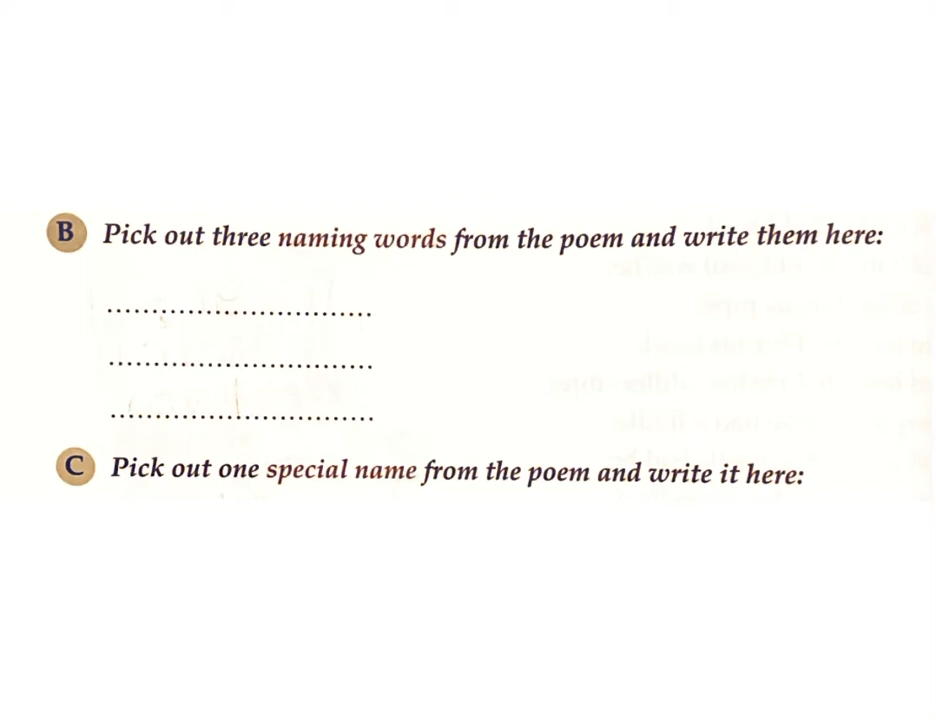 B Pick out three naming words from the poem and write them here:
..............................
..............................
..............................
C Pick out one special name from the poem and write it here: